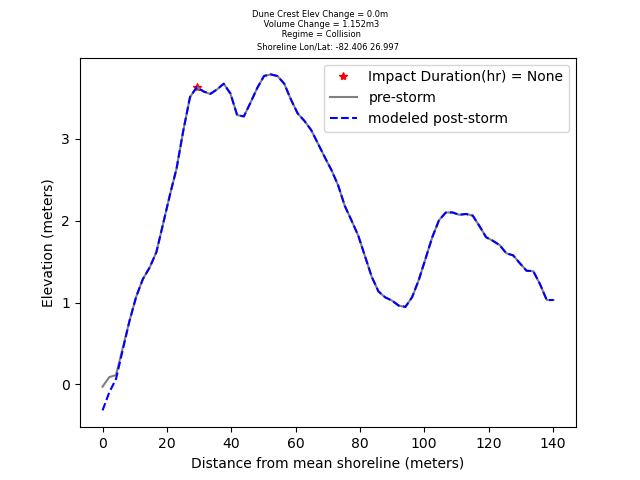 Dune Crest Elev Change = 0.0m
Volume Change = 1.152m3
Regime = Collision
Shoreline Lon/Lat: -82.406 26.997
Impact Duration(hr) = None
pre-storm
modeled post-storm
3
2
1
0
Elevation (meters)
0 20 40 60 80 100 120 140
Distance from mean shoreline (meters)